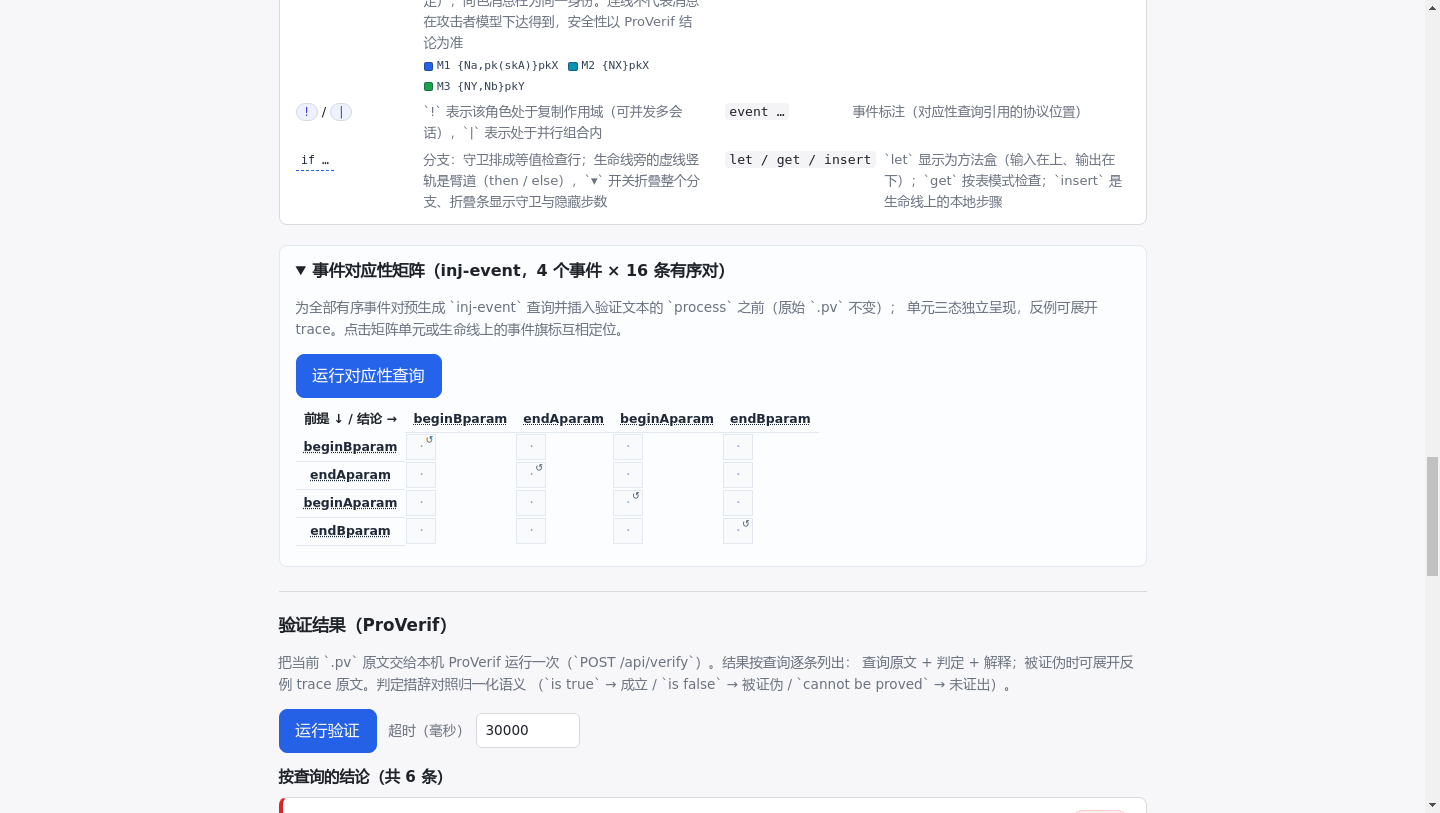 在攻击者模型下达得到，安全性以 ProVerif 结
论为准
M1 {Na,pk(skA)}pkX M2 {NX}pkX
M3 {NY,Nb}pkY
! / |
`!` 表示该角色处于复制作用域（可并发多会
话），`|` 表示处于并行组合内
event …
事件标注（对应性查询引用的协议位置）
if …
分支：守卫排成等值检查行；生命线旁的虚线竖
轨是臂道（then / else），`▾` 开关折叠整个分
支、折叠条显示守卫与隐藏步数
let / get / insert
`let` 显示为方法盒（输入在上、输出在
下）；`get` 按表模式检查；`insert` 是
生命线上的本地步骤
▼ 事件对应性矩阵（inj-event，4 个事件 × 16 条有序对）
为全部有序事件对预生成 `inj-event` 查询并插入验证文本的 `process` 之前（原始 `.pv` 不变）； 单元三态独立呈现，反例可展开
trace。点击矩阵单元或生命线上的事件旗标互相定位。
运行对应性查询
前提 ↓ / 结论 → beginBparam endAparam beginAparam endBparam
beginBparam · ↺ · · ·
endAparam · · ↺ · ·
beginAparam · · · ↺ ·
endBparam · · · · ↺
验证结果（ProVerif）
把当前 `.pv` 原文交给本机 ProVerif 运行一次（`POST /api/verify`）。结果按查询逐条列出： 查询原文 + 判定 + 解释；被证伪时可展开反
例 trace 原文。判定措辞对照归一化语义 （`is true` → 成立 / `is false` → 被证伪 / `cannot be proved` → 未证出）。
运行验证 超时（毫秒） 30000
按查询的结论（共 6 条）